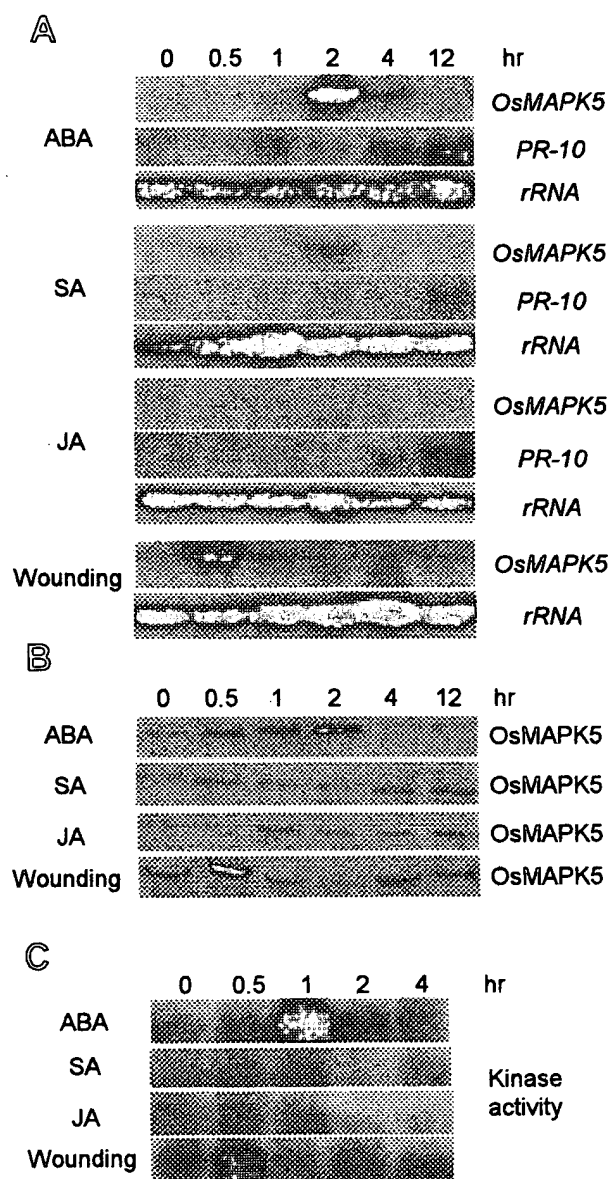 A
0 0.5 1 2 4 12 hr
OsMAPK5
ABA PR-10
rRNA
OsMAPK5
SA PR-10
rRNA
OsMAPK5
JA PR-10
rRNA
Wounding OsMAPK5
rRNA
B
0 0.5 1 2 4 12 hr
ABA OsMAPK5
SA OsMAPK5
JA OsMAPK5
Wounding OsMAPK5
C
0 0.5 1 2 4 hr
ABA
SA Kinase
JA activity
Wounding